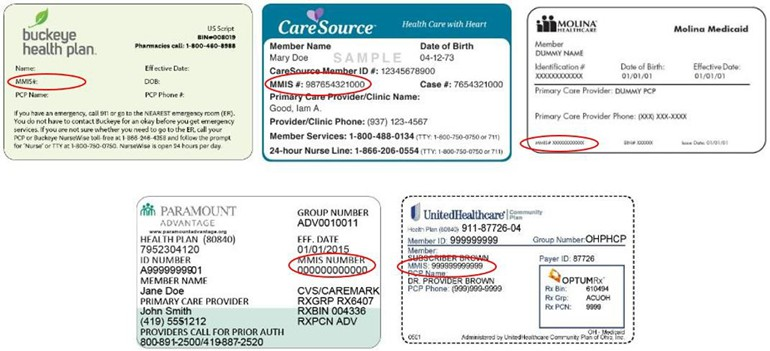 buckeye
health plan.
US Script
BIN#008019
Pharmacies call: 1-800-460-8988
Name:
Effective Date:
MMIS#:
DOB:
PCP Name:
PCP Phone #:
If you have an emergency, call 911 or go to the NEAREST emergency room (ER).
You do not have to contact Buckeye for an okay before you get emergency
services. If you are not sure whether you need to go to the ER, call your
PCP or Buckeye NurseWise toll-free at 1 866 246-4358 and follow the prompt
for 'Nurse' or TTY at 1-800-750-0750. NurseWise is open 24 hours per day.
CareSource
Health Care with Heart
Member Name
Date of Birth
Mary Doe
SAMPLE
04-12-73
CareSource Member ID #: 12345678900
MMIS #: 987654321000
Case #: 7654321000
Primary Care Provider/Clinic Name:
Good, Iam A.
Provider/Clinic Phone: (937) 123-4567
Member Services: 1-800-488-0134 (TTY: 1-800-750-0750 or 711)
24-hour Nurse Line: 1-866-206-0554 (TTY: 1-800-750-0750 or 711)
MOLINA
HEALTHCARE
Molina Medicaid
Member
DUMMY NAME
Identification #
Date of Birth:
Effective Date:
XXXXXXXXXXX
01/01/01
01/01/01
Primary Care Provider: DUMMY PCP
Primary Care Provider Phone: (XXX) XXX-XXXX
MMIS# XXXXXXXXXXXX
BIN# XXXXXX
Issue Date: 01/01/01
PARAMOUNT
ADVANTAGE
www.paramountadvantage.org
GROUP NUMBER
ADV0010011
HEALTH PLAN (80840)
7952304120
EFF. DATE
01/01/2015
ID NUMBER
A9999999901
MMIS NUMBER
000000000000
MEMBER NAME
Jane Doe
PRIMARY CARE PROVIDER
John Smith
(419) 5551212
CVS/CAREMARK
RXGRP RX6407
RXBIN 004336
RXPCN ADV
PROVIDERS CALL FOR PRIOR AUTH
800-891-2500/419-887-2520
UnitedHealthcare
Community
Plan
Health Plan (80840) 911-87726-04
Member ID: 999999999
Group Number: OHPHCP
Member:
SUBSCRIBER BROWN
Payer ID: 87726
MMIS: 999999999999
PCP Name:
DR. PROVIDER BROWN
PCP Phone: (999)999-9999
OPTUMRx
Rx Bin: 610494
Rx Grp: ACUOH
Rx PCN: 9999
0501
OH - Medicaid
Administered by UnitedHealthcare Community Plan of Ohio, Inc.